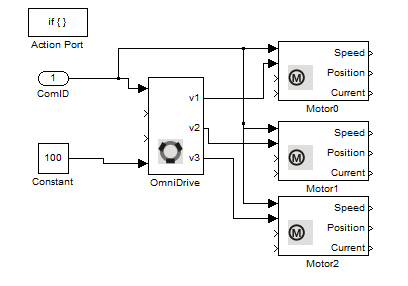 if { }
Action Port
1
ComID
100
Constant
v1
v2
v3
OmniDrive
Speed
Position
Current
M
Motor0
Speed
Position
Current
M
Motor1
Speed
Position
Current
M
Motor2